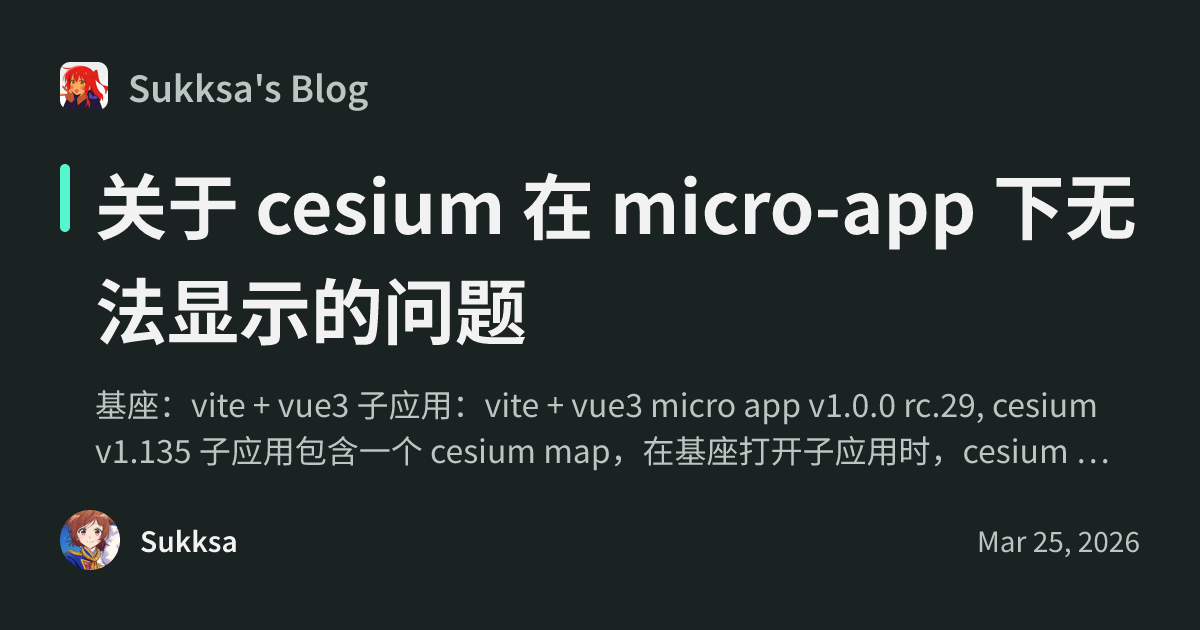 Sukksa's Blog
关于 cesium 在 micro-app 下无
法显示的问题
基座：vite + vue3 子应用：vite + vue3 micro app v1.0.0 rc.29, cesium
v1.135 子应用包含一个 cesium map，在基座打开子应用时，cesium …
Sukksa
Mar 25, 2026